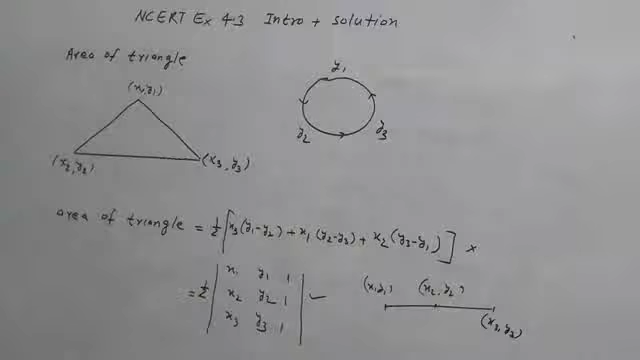 NCERT Ex 4.3 Intro + solution
Area of triangle
(x,y1)
y1
y2
y3
(x2,y2)
(x3,y3)
area of triangle = 1/2 [x3(y1-y2) + x1(y2-y3) + x2(y3-y1)] x
= 1/2 | x1 y1 1
x2 y2 1
x3 y3 1 |
(x,y1)
(x2,y2)
(x3,y3)